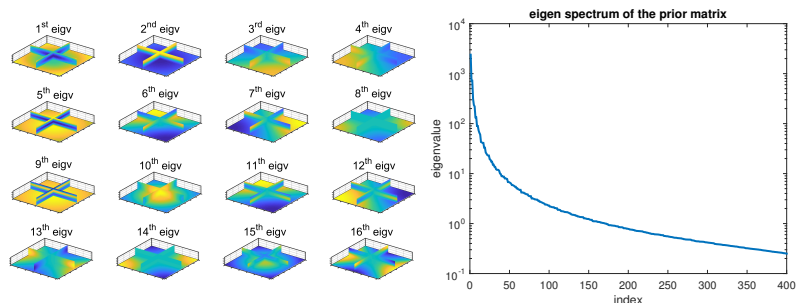 1st eigv 2nd eigv 3rd eigv 4th eigv
5th eigv 6th eigv 7th eigv 8th eigv
9th eigv 10th eigv 11th eigv 12th eigv
13th eigv 14th eigv 15th eigv 16th eigv
eigen spectrum of the prior matrix
10^4
10^3
10^2
10^1
10^0
10^-1
eigenvalue
0 50 100 150 200 250 300 350 400
index